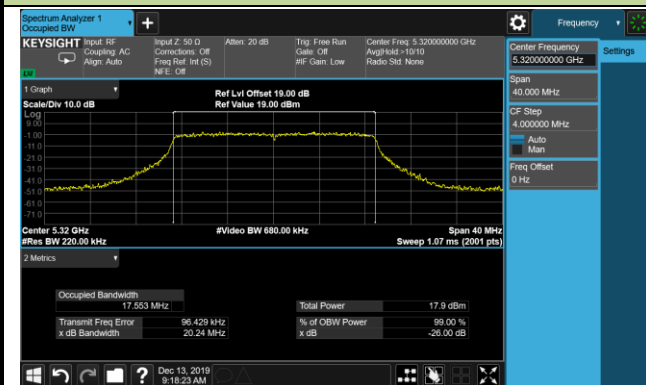 Spectrum Analyzer 1
Occupied BW
+
Frequency
KEYSIGHT
Input: RF
Coupling: AC
Align: Auto
Input Z: 50 Ω
Corrections: Off
Freq Ref: Int (S)
NFE: Off
Atten: 20 dB
Trig: Free Run
Gate: Off
#IF Gain: Low
Center Freq: 5.320000000 GHz
Avg|Hold:>10/10
Radio Std: None
Center Frequency
5.320000000 GHz
Settings
Span
40.000 MHz
CF Step
4.000000 MHz
Auto
Man
Freq Offset
0 Hz
1 Graph
Scale/Div 10.0 dB
Ref Lvl Offset 19.00 dB
Ref Value 19.00 dBm
Log
9.00
-1.00
-11.0
-21.0
-31.0
-41.0
-51.0
-61.0
-71.0
Center 5.32 GHz
#Video BW 680.00 kHz
Span 40 MHz
#Res BW 220.00 kHz
Sweep 1.07 ms (2001 pts)
2 Metrics
Occupied Bandwidth
17.553 MHz
Total Power 17.9 dBm
Transmit Freq Error 96.429 kHz
% of OBW Power 99.00 %
x dB Bandwidth 20.24 MHz
x dB -26.00 dB
?
Dec 13, 2019
9:18:23 AM